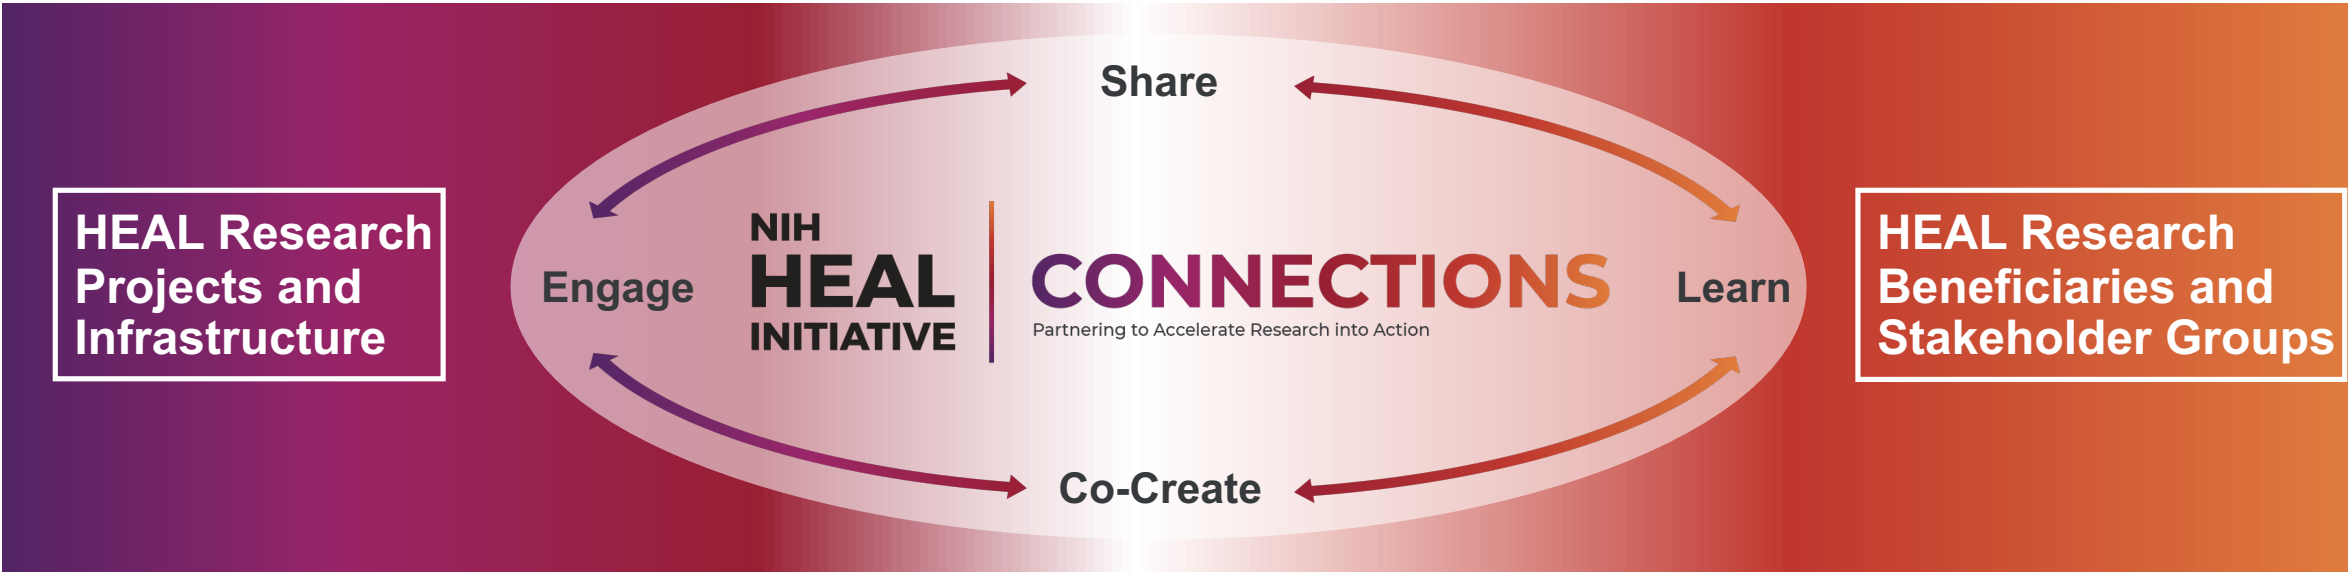 Share
HEAL Research
Projects and
Infrastructure
Engage
NIH
HEAL
INITIATIVE
CONNECTIONS
Partnering to Accelerate Research into Action
Learn
HEAL Research
Beneficiaries and
Stakeholder Groups
Co-Create